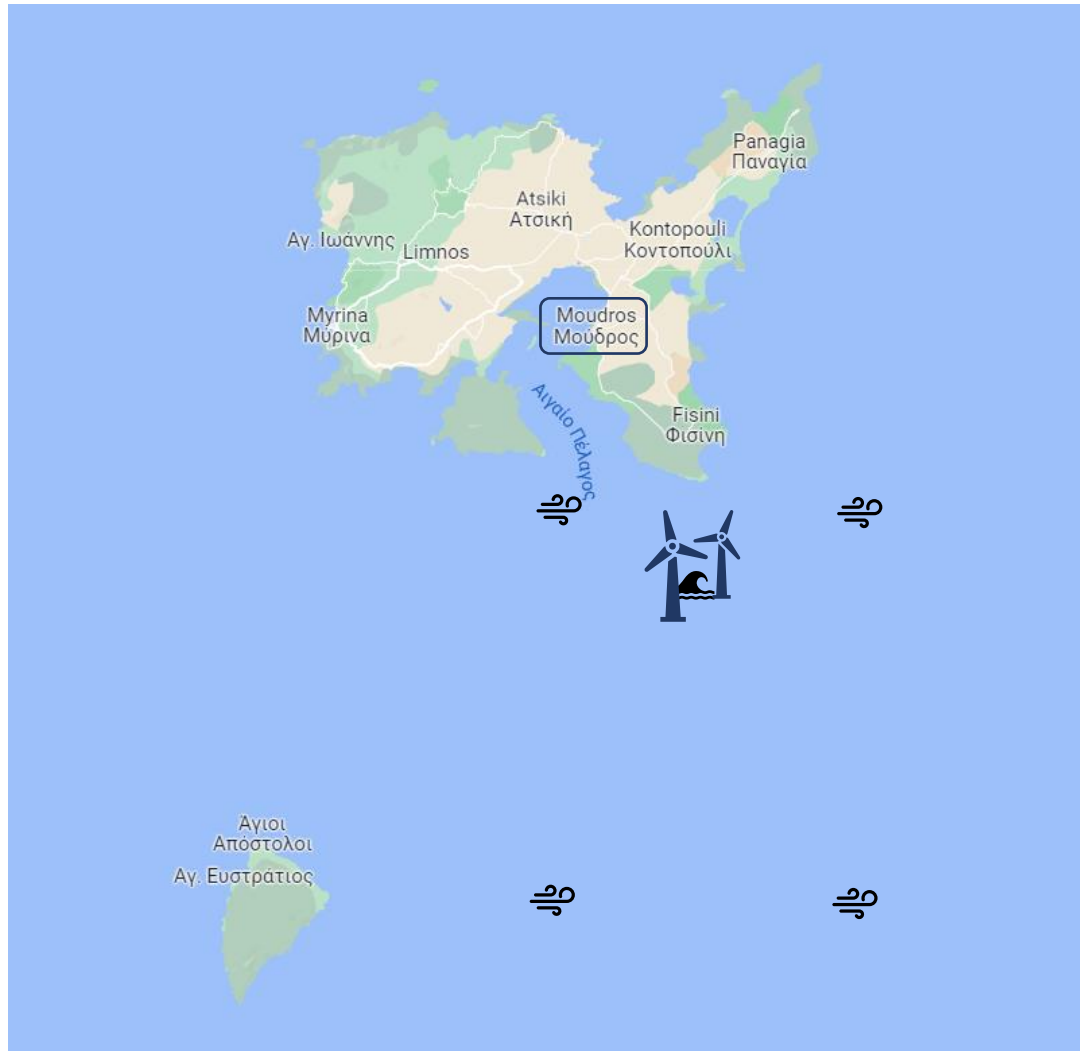 Panagia
Παναγία
Atsiki
Ατσική
Kontopouli
Κοντοπούλι
Αγ. Ιωάννης
Limnos
Myrina
Μύρινα
Moudros
Μούδρος
Αιγαίο Πέλαγος
Fisini
Φισίνη
Άγιοι
Απόστολοι
Αγ. Ευστράτιος